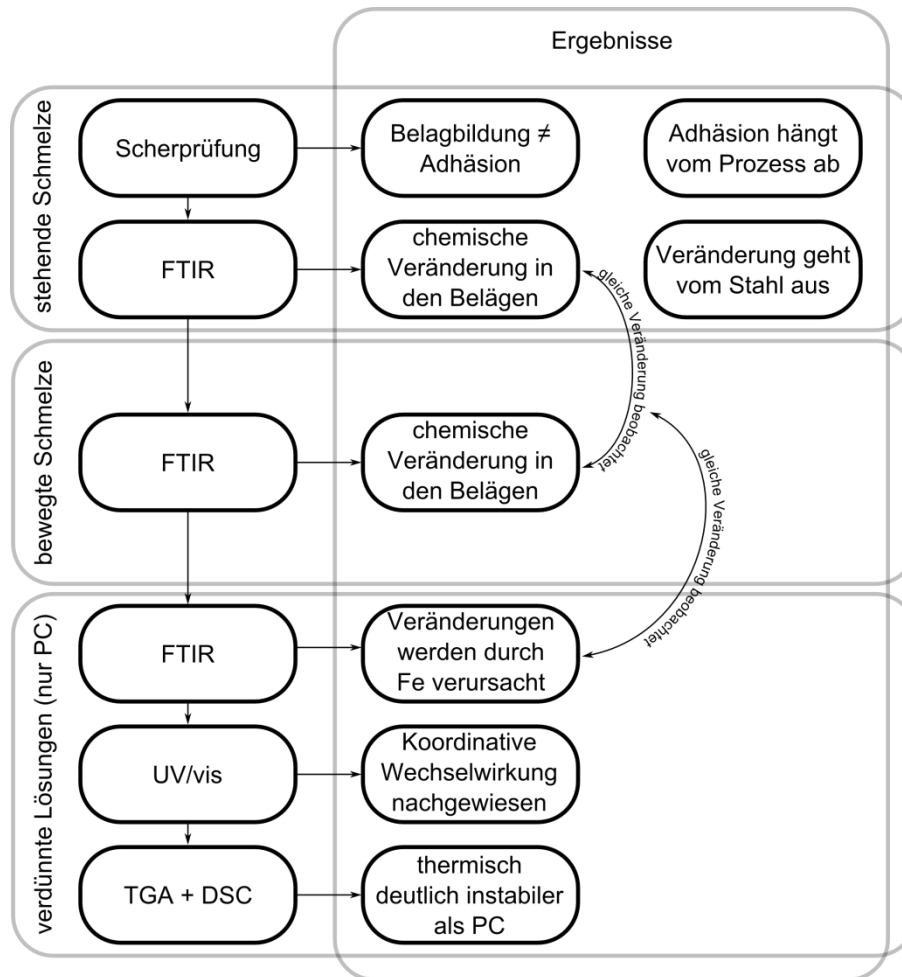 Ergebnisse
stehende Schmelze
Scherprüfung
Belagbildung ≠
Adhäsion
Adhäsion hängt
vom Prozess ab
FTIR
chemische
Veränderung in
den Belägen
Veränderung geht
vom Stahl aus
gleiche Veränderung beobachtet
bewegte Schmelze
FTIR
chemische
Veränderung in
den Belägen
gleiche Veränderung beobachtet
verdünnte Lösungen (nur PC)
FTIR
Veränderungen
werden durch
Fe verursacht
UV/vis
Koordinative
Wechselwirkung
nachgewiesen
TGA + DSC
thermisch
deutlich instabiler
als PC